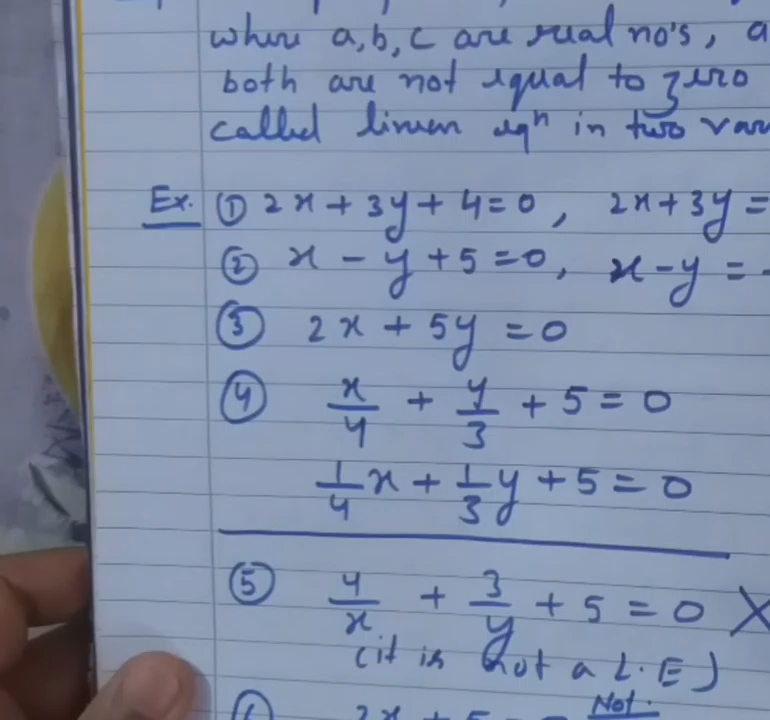 where a, b, c are real no's, a
both are not equal to zero
called linear eqⁿ in two var
Ex. ① 2x + 3y + 4 = 0, 2x + 3y =
② x - y + 5 = 0, x - y = -
③ 2x + 5y = 0
④ x/4 + y/3 + 5 = 0
1/4 x + 1/3 y + 5 = 0
⑤ 4/x + 3/y + 5 = 0 X
(it is not a L.E)
Not.